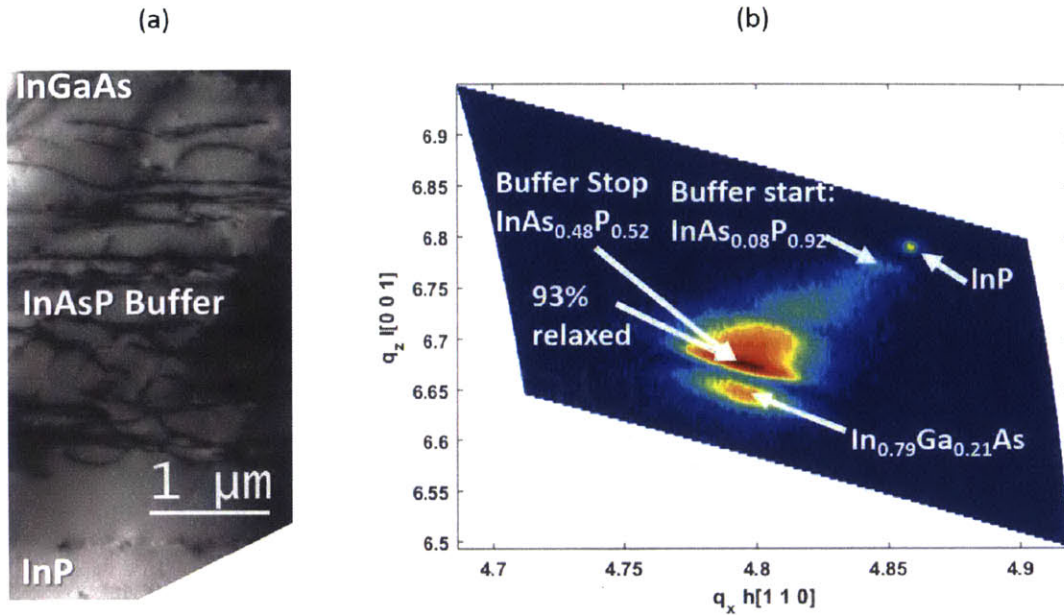 (a)
InGaAs
InAsP Buffer
1 µm
InP
(b)
6.9
6.85
6.8
6.75
6.7
6.65
6.6
6.55
6.5
q_z l[0 0 1]
Buffer Stop
InAs0.48P0.52
93%
relaxed
Buffer start:
InAs0.08P0.92
InP
In0.79Ga0.21As
4.7
4.75
4.8
4.85
4.9
q_x h[1 1 0]